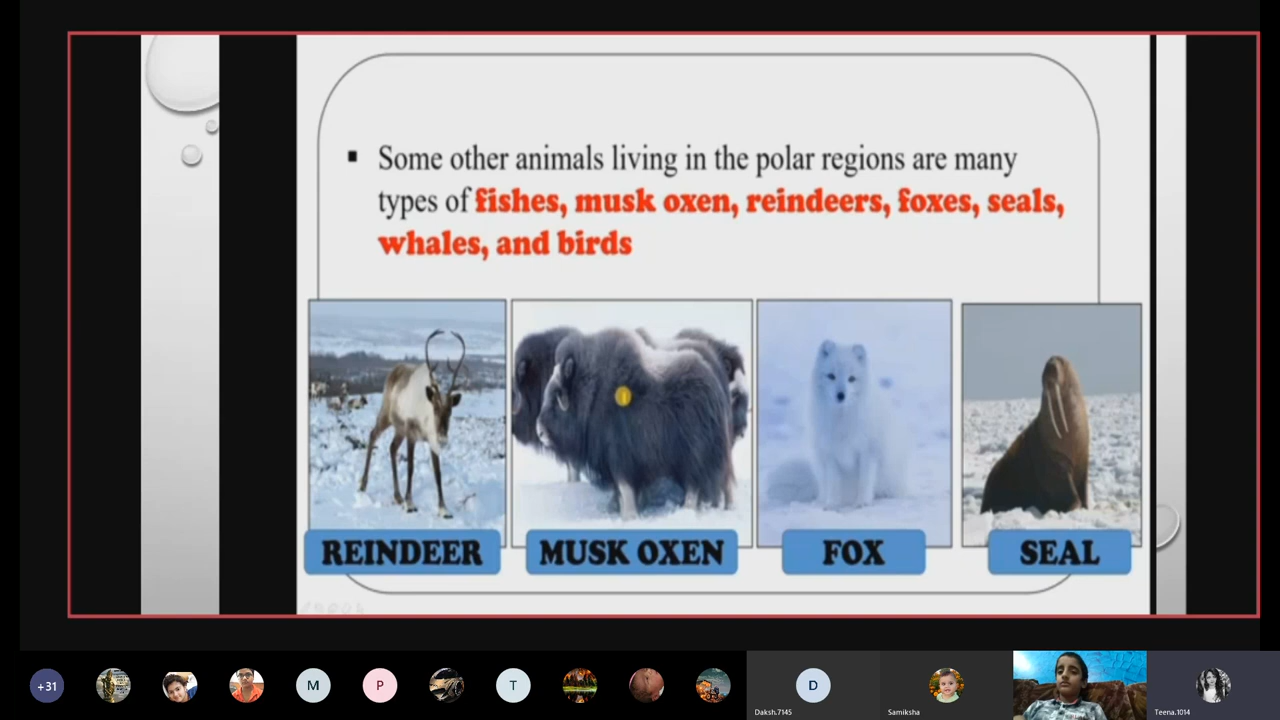 ▪ Some other animals living in the polar regions are many
types of fishes, musk oxen, reindeers, foxes, seals,
whales, and birds
REINDEER
MUSK OXEN
FOX
SEAL
+31
M
P
T
D
Daksh.7145
Samiksha
Teena.1014